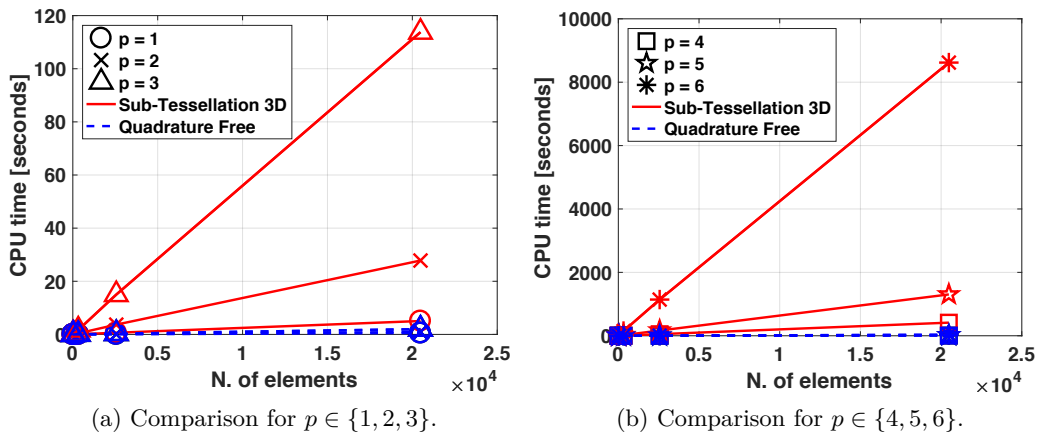 120
100
80
60
40
20
0
CPU time [seconds]
p = 1
p = 2
p = 3
Sub-Tessellation 3D
Quadrature Free
0 0.5 1 1.5 2 2.5
N. of elements
×10⁴
(a) Comparison for p ∈ {1, 2, 3}.
10000
8000
6000
4000
2000
0
CPU time [seconds]
p = 4
p = 5
p = 6
Sub-Tessellation 3D
Quadrature Free
0 0.5 1 1.5 2 2.5
N. of elements
×10⁴
(b) Comparison for p ∈ {4, 5, 6}.